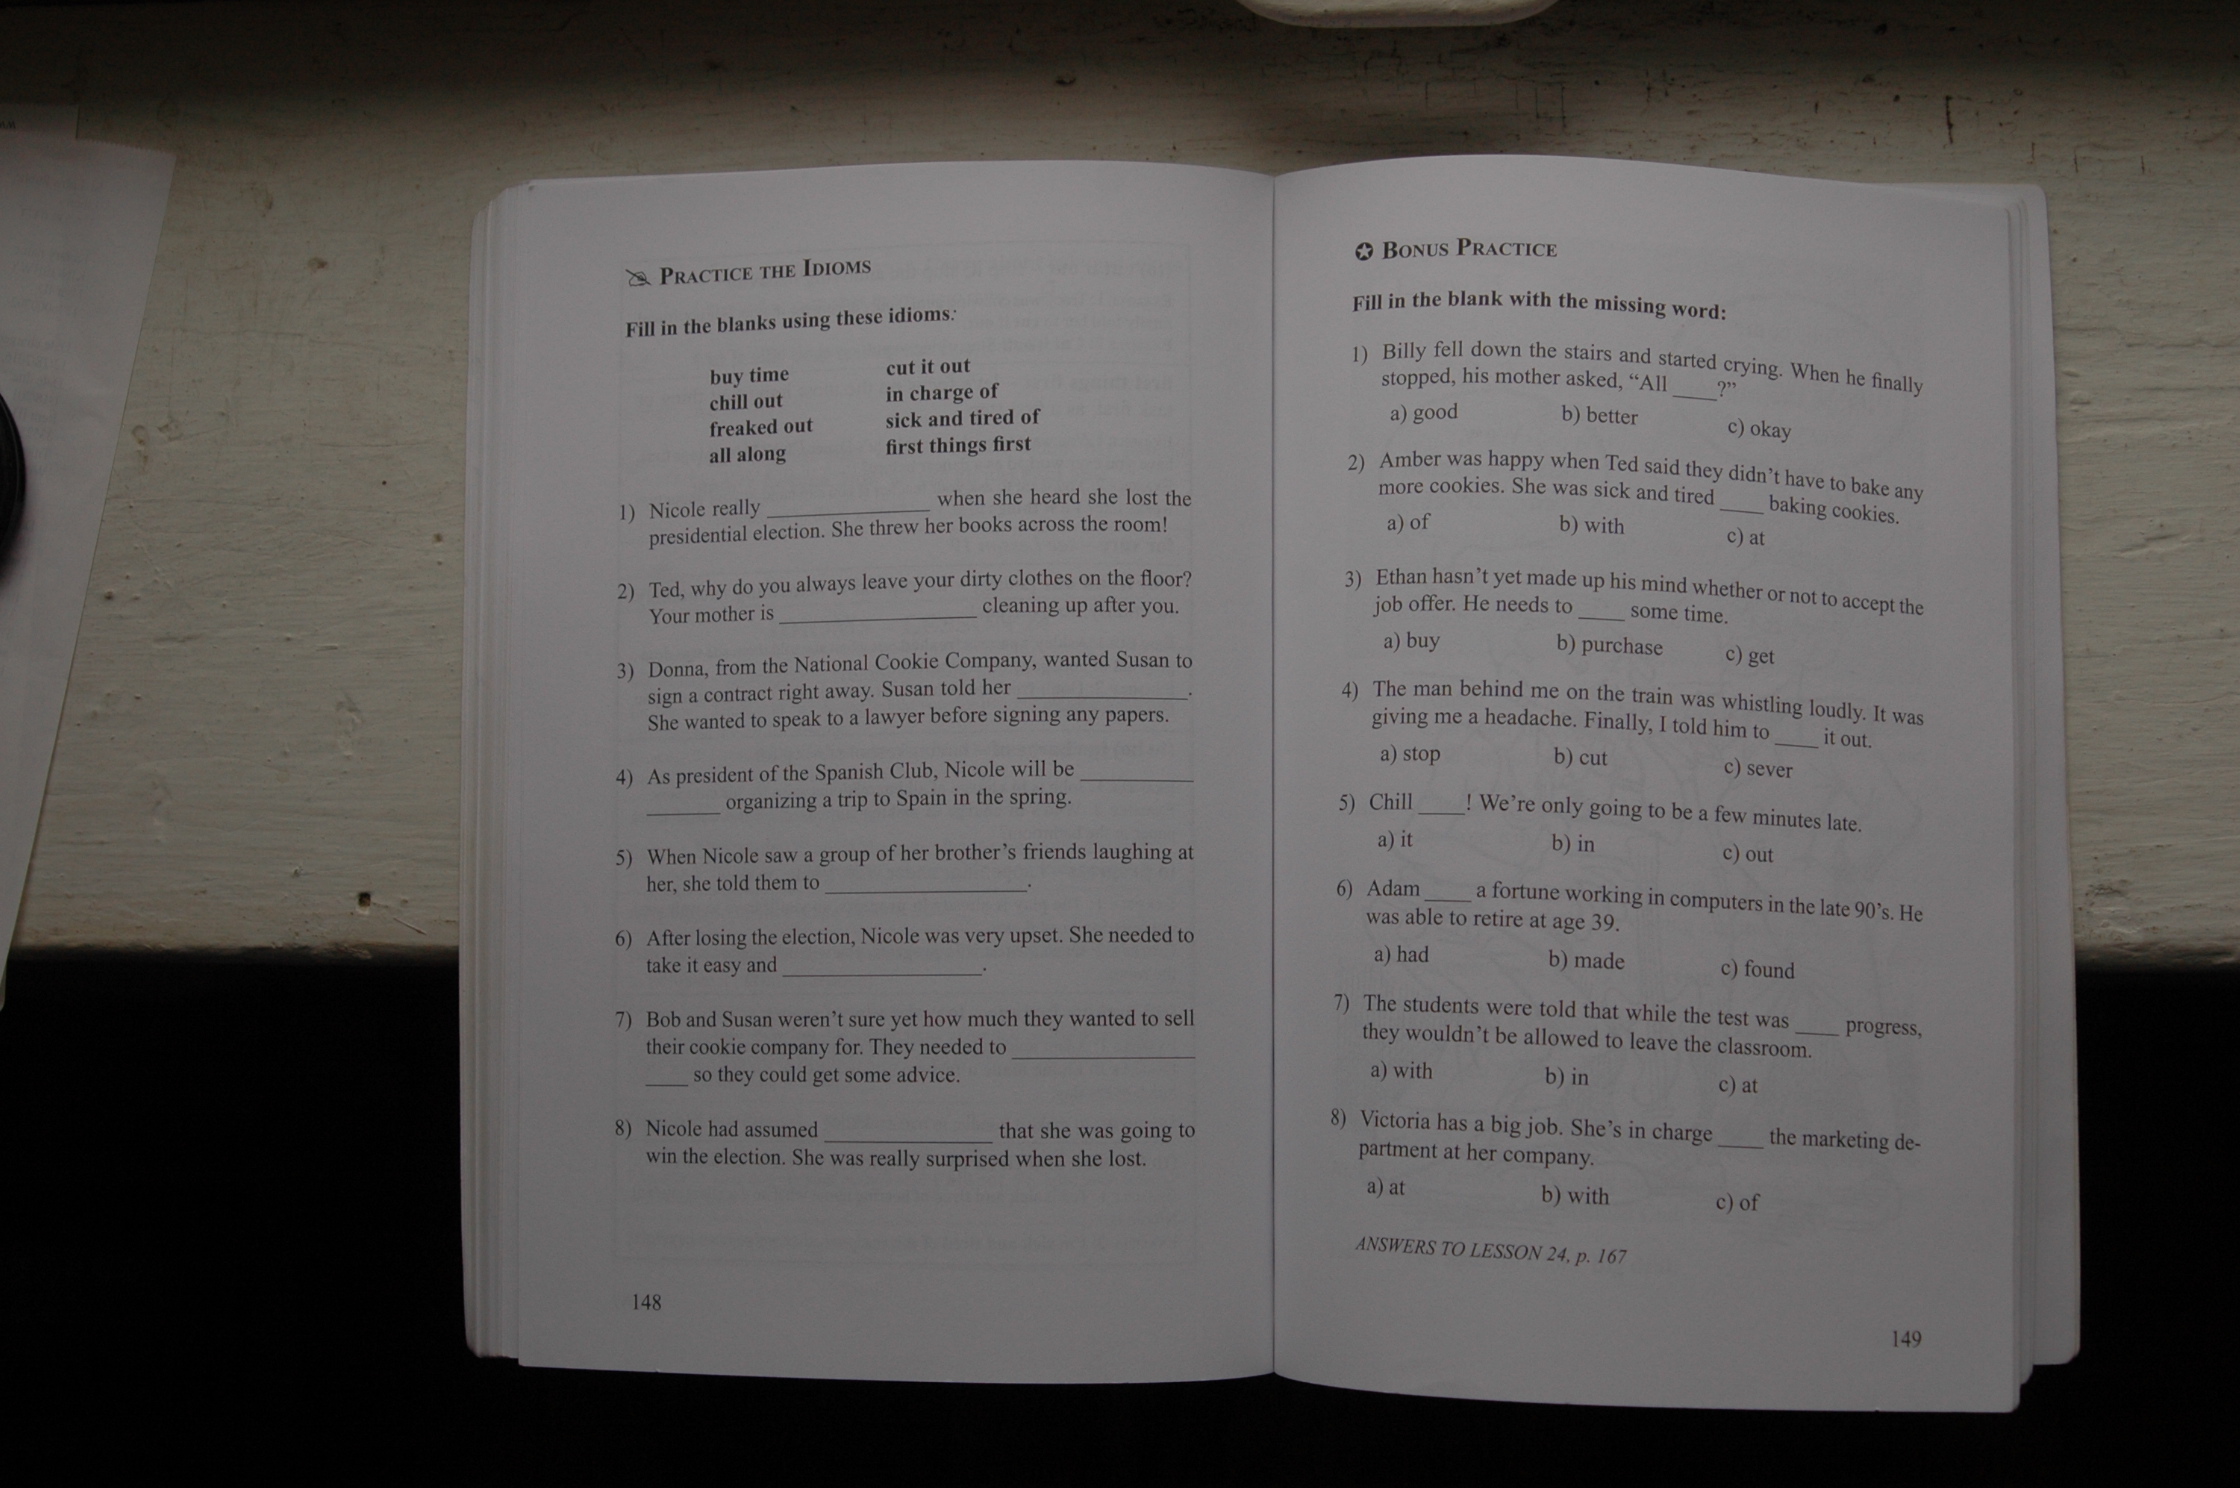 PRACTICE THE IDIOMS
Fill in the blanks using these idioms:
buy time
chill out
freaked out
all along
cut it out
in charge of
sick and tired of
first things first
1) Nicole really ____ when she heard she lost the
presidential election. She threw her books across the room!
2) Ted, why do you always leave your dirty clothes on the floor?
Your mother is ____ cleaning up after you.
3) Donna, from the National Cookie Company, wanted Susan to
sign a contract right away. Susan told her ____.
She wanted to speak to a lawyer before signing any papers.
4) As president of the Spanish Club, Nicole will be ____
____ organizing a trip to Spain in the spring.
5) When Nicole saw a group of her brother's friends laughing at
her, she told them to ____.
6) After losing the election, Nicole was very upset. She needed to
take it easy and ____.
7) Bob and Susan weren't sure yet how much they wanted to sell
their cookie company for. They needed to ____
____ so they could get some advice.
8) Nicole had assumed ____ that she was going to
win the election. She was really surprised when she lost.
148
BONUS PRACTICE
Fill in the blank with the missing word:
1) Billy fell down the stairs and started crying. When he finally
stopped, his mother asked, “All ____?”
a) good b) better c) okay
2) Amber was happy when Ted said they didn't have to bake any
more cookies. She was sick and tired ____ baking cookies.
a) of b) with c) at
3) Ethan hasn't yet made up his mind whether or not to accept the
job offer. He needs to ____ some time.
a) buy b) purchase c) get
4) The man behind me on the train was whistling loudly. It was
giving me a headache. Finally, I told him to ____ it out.
a) stop b) cut c) sever
5) Chill ____! We're only going to be a few minutes late.
a) it b) in c) out
6) Adam ____ a fortune working in computers in the late 90's. He
was able to retire at age 39.
a) had b) made c) found
7) The students were told that while the test was ____ progress,
they wouldn't be allowed to leave the classroom.
a) with b) in c) at
8) Victoria has a big job. She's in charge ____ the marketing de-
partment at her company.
a) at b) with c) of
ANSWERS TO LESSON 24, p. 167
149